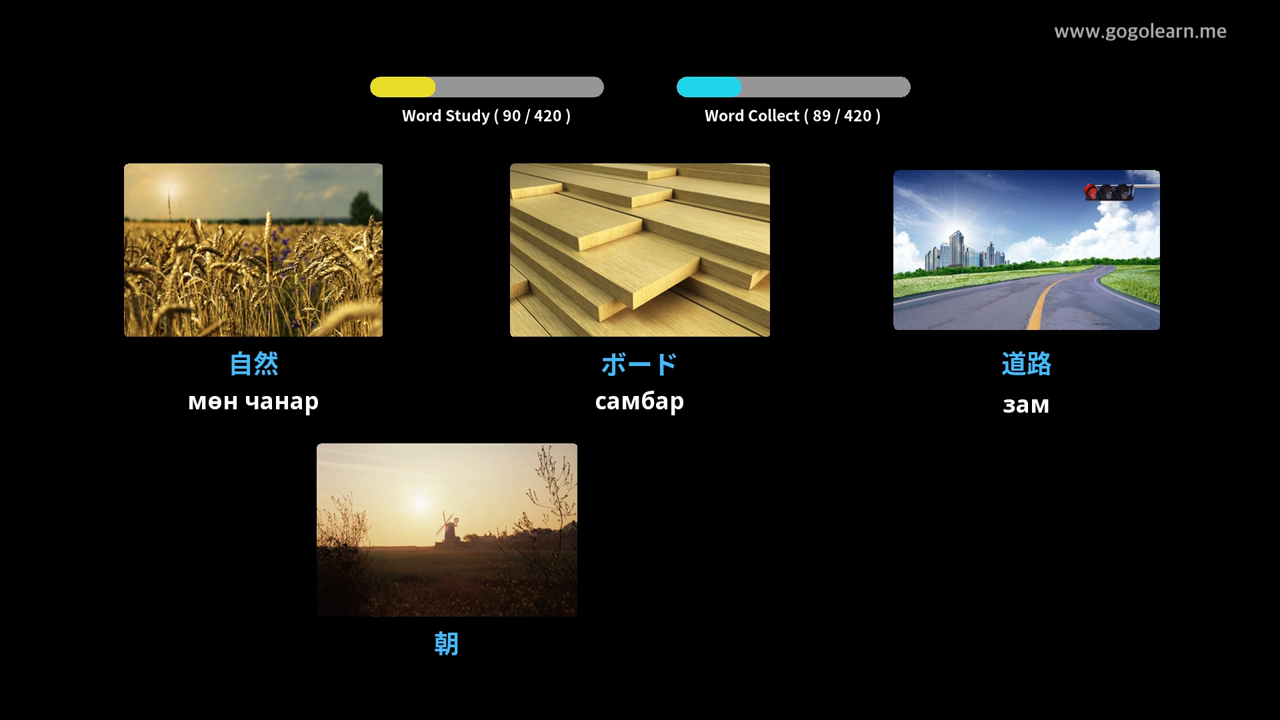 www.gogolearn.me
Word Study ( 90 / 420 )
Word Collect ( 89 / 420 )
自然
ボード
道路
мөн чанар
самбар
зам
朝